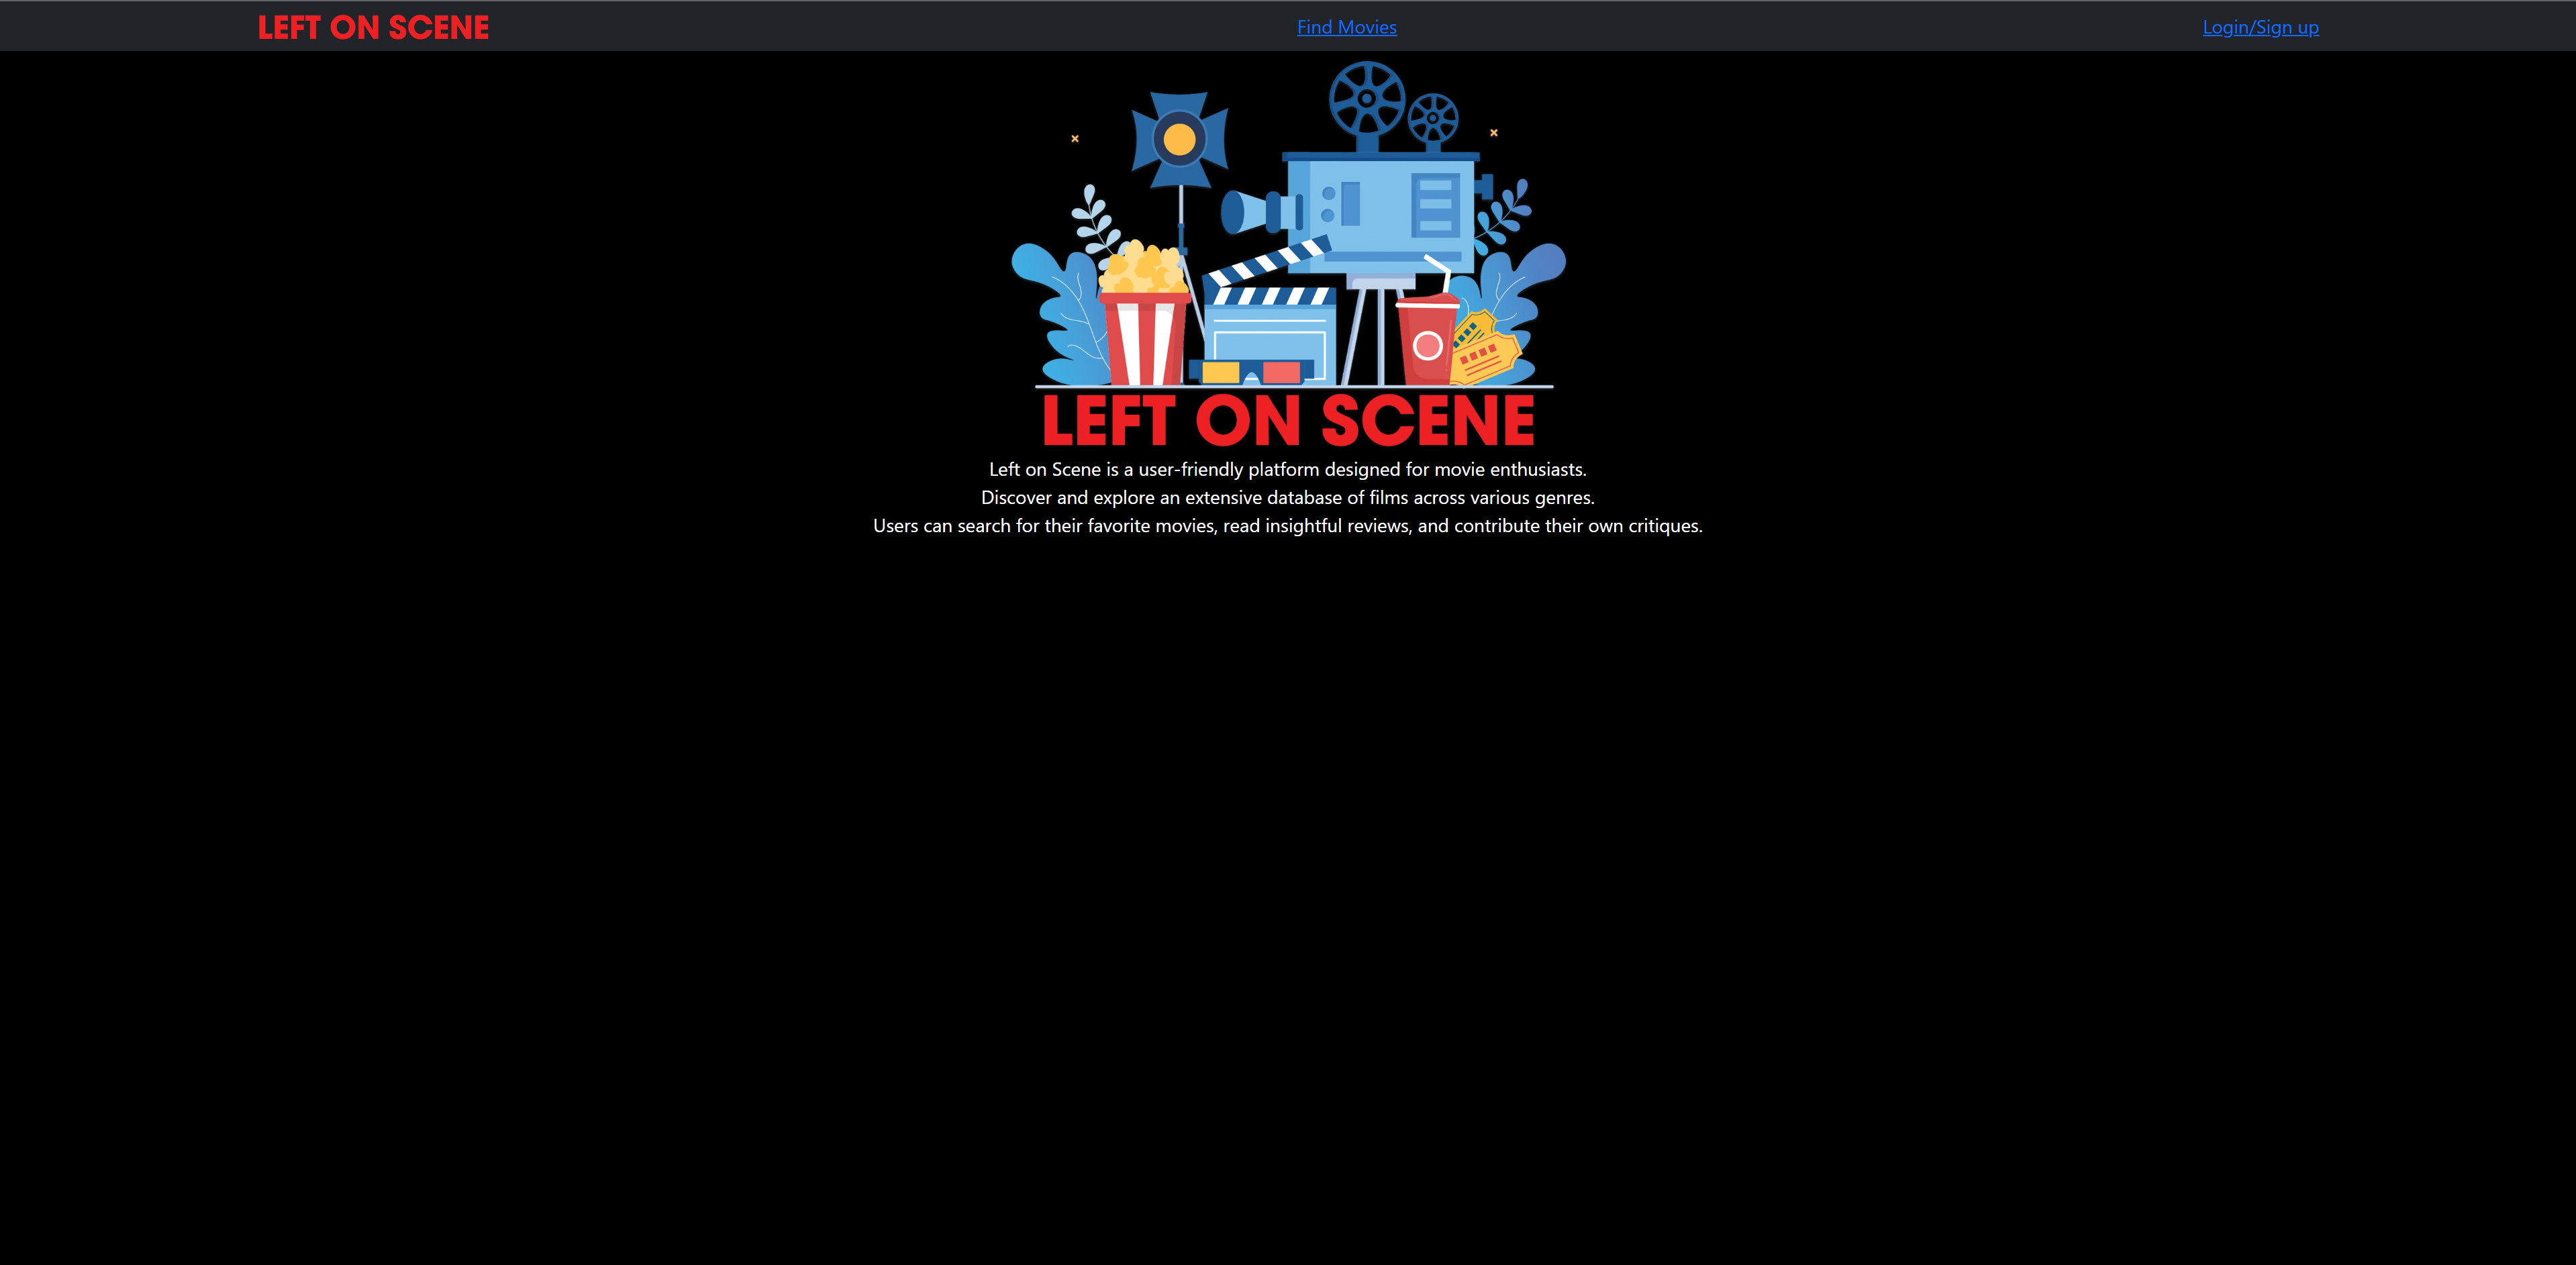 LEFT ON SCENE
Find Movies
Login/Sign up
LEFT ON SCENE
Left on Scene is a user-friendly platform designed for movie enthusiasts.
Discover and explore an extensive database of films across various genres.
Users can search for their favorite movies, read insightful reviews, and contribute their own critiques.